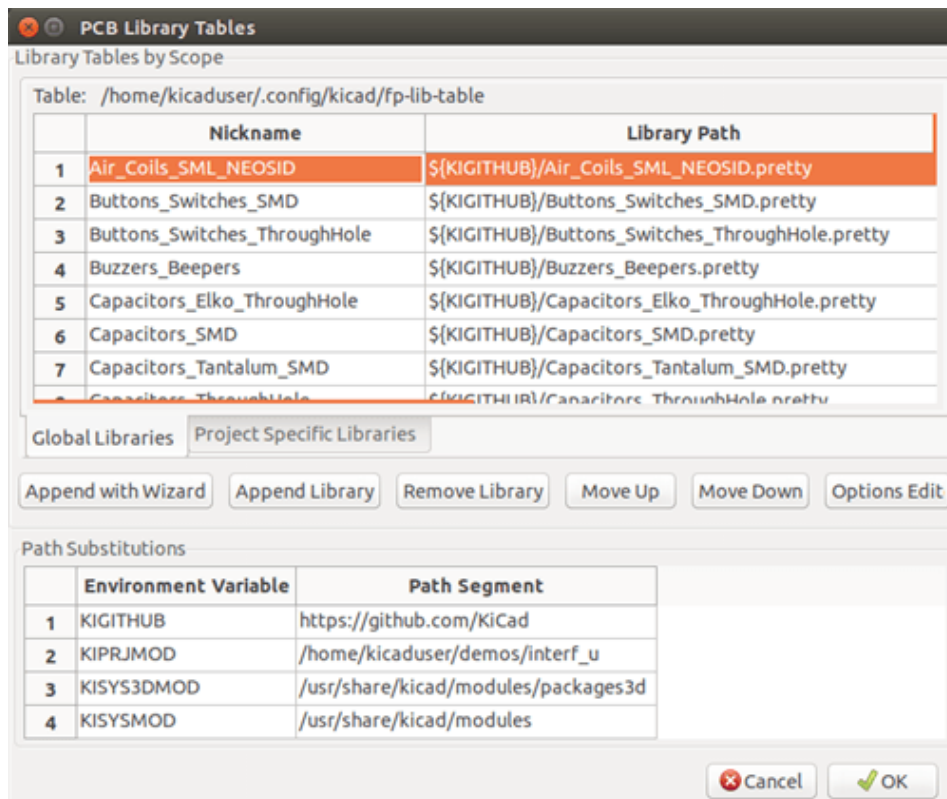 PCB Library Tables
Library Tables by Scope
Table: /home/kicaduser/.config/kicad/fp-lib-table
Nickname Library Path
1 Air_Coils_SML_NEOSID ${KIGITHUB}/Air_Coils_SML_NEOSID.pretty
2 Buttons_Switches_SMD ${KIGITHUB}/Buttons_Switches_SMD.pretty
3 Buttons_Switches_ThroughHole ${KIGITHUB}/Buttons_Switches_ThroughHole.pretty
4 Buzzers_Beepers ${KIGITHUB}/Buzzers_Beepers.pretty
5 Capacitors_Elko_ThroughHole ${KIGITHUB}/Capacitors_Elko_ThroughHole.pretty
6 Capacitors_SMD ${KIGITHUB}/Capacitors_SMD.pretty
7 Capacitors_Tantalum_SMD ${KIGITHUB}/Capacitors_Tantalum_SMD.pretty
8 Capacitors_ThroughHole ${KIGITHUB}/Capacitors_ThroughHole.pretty
Global Libraries Project Specific Libraries
Append with Wizard Append Library Remove Library Move Up Move Down Options Edit
Path Substitutions
Environment Variable Path Segment
1 KIGITHUB https://github.com/KiCad
2 KIPRJMOD /home/kicaduser/demos/interf_u
3 KISYS3DMOD /usr/share/kicad/modules/packages3d
4 KISYSMOD /usr/share/kicad/modules
Cancel OK